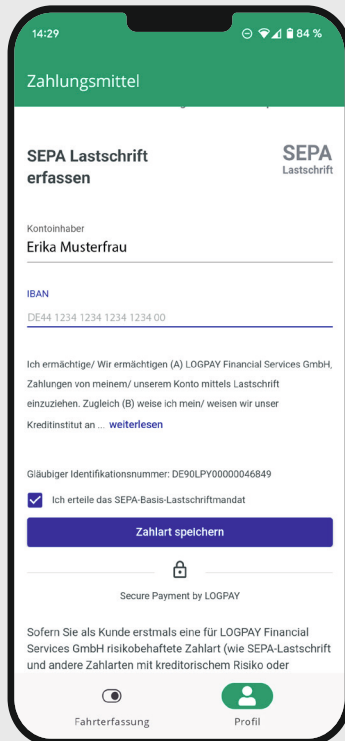 14:29
84 %
Zahlungsmittel
SEPA Lastschrift
erfassen
SEPA
Lastschrift
Kontoinhaber
Erika Musterfrau
IBAN
DE44 1234 1234 1234 1234 00
Ich ermächtige/ Wir ermächtigen (A) LOGPAY Financial Services GmbH,
Zahlungen von meinem/ unserem Konto mittels Lastschrift
einzuziehen. Zugleich (B) weise ich mein/ weisen wir unser
Kreditinstitut an ... weiterlesen
Gläubiger Identifikationsnummer: DE90LPY00000046849
Ich erteile das SEPA-Basis-Lastschriftmandat
Zahlart speichern
Secure Payment by LOGPAY
Sofern Sie als Kunde erstmals eine für LOGPAY Financial
Services GmbH risikobehaftete Zahlart (wie SEPA-Lastschrift
und andere Zahlarten mit kreditorischem Risiko oder
Fahrterfassung
Profil